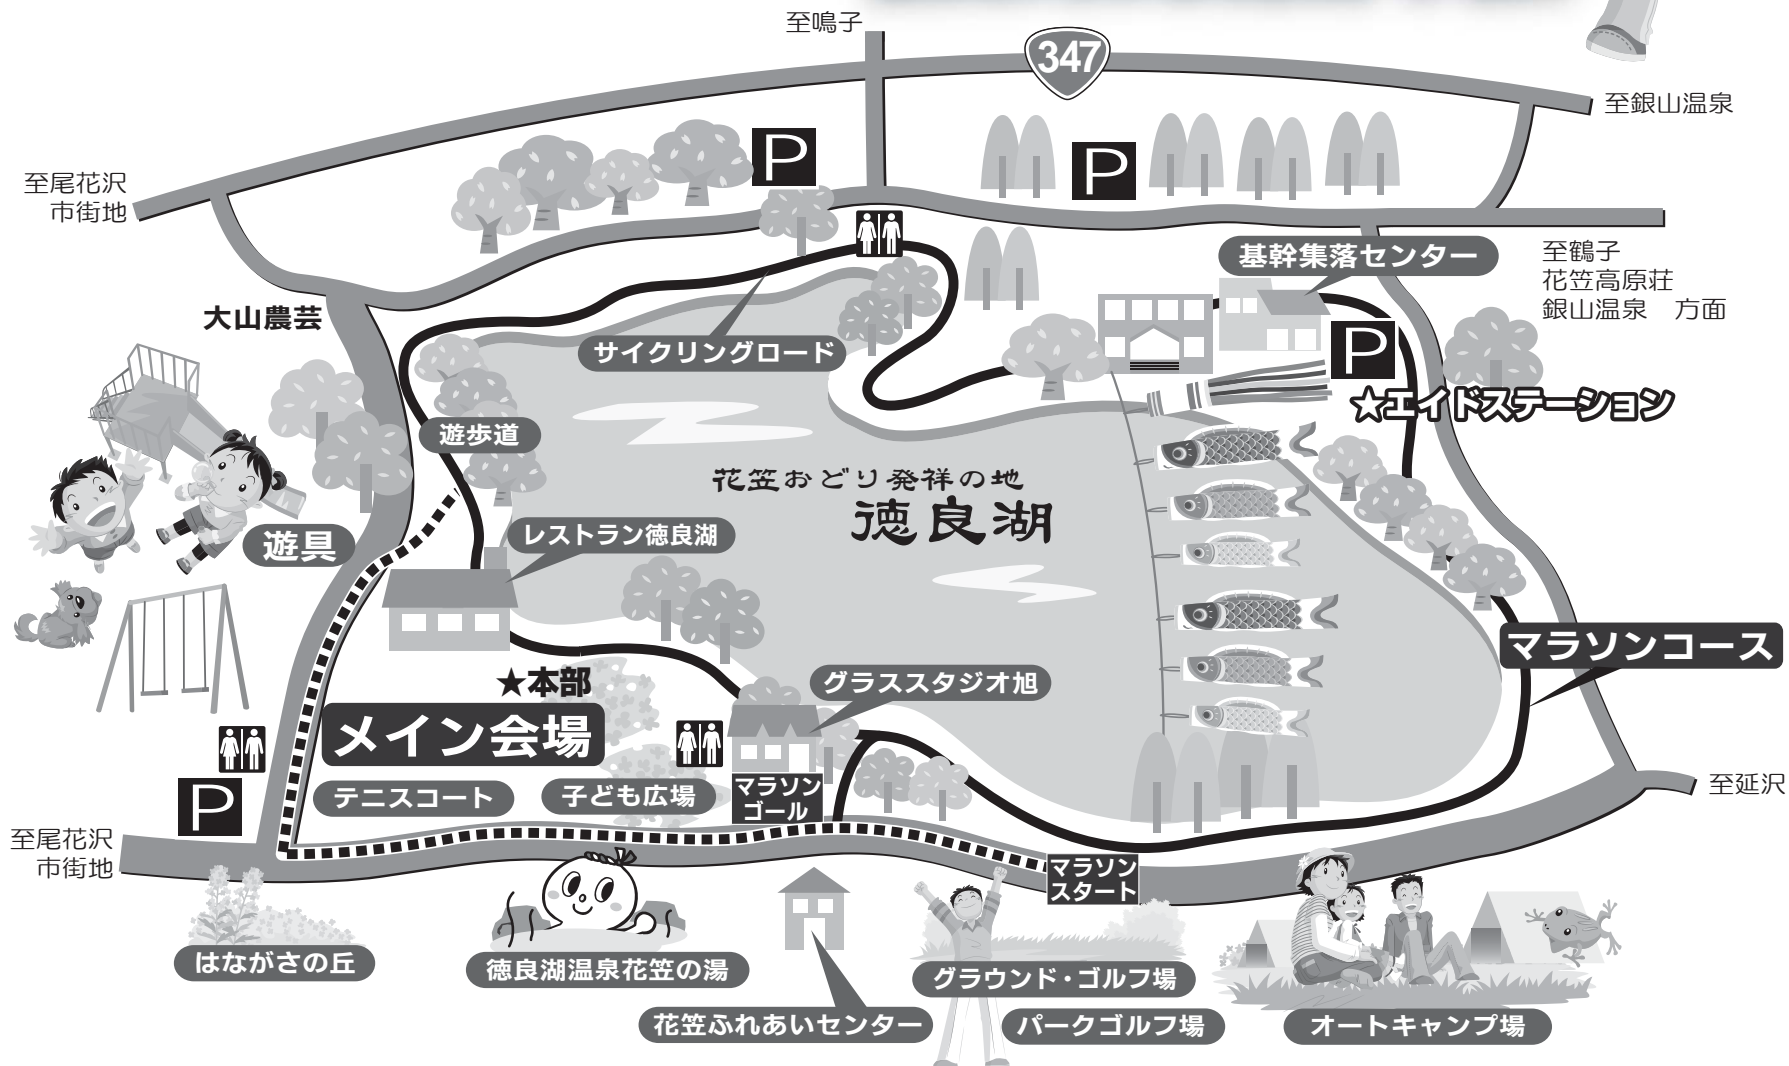 至鳴子
347
至銀山温泉
至尾花沢
市街地
P
P
基幹集落センター
至鶴子
花笠高原荘
銀山温泉　方面
大山農芸
サイクリングロード
P
★エイドステーション
遊歩道
花笠おどり発祥の地
徳良湖
レストラン徳良湖
遊具
マラソンコース
★本部
グラススタジオ旭
メイン会場
テニスコート
子ども広場
マラソン
ゴール
P
至延沢
至尾花沢
市街地
マラソン
スタート
はながさの丘
徳良湖温泉花笠の湯
グラウンド・ゴルフ場
花笠ふれあいセンター
パークゴルフ場
オートキャンプ場